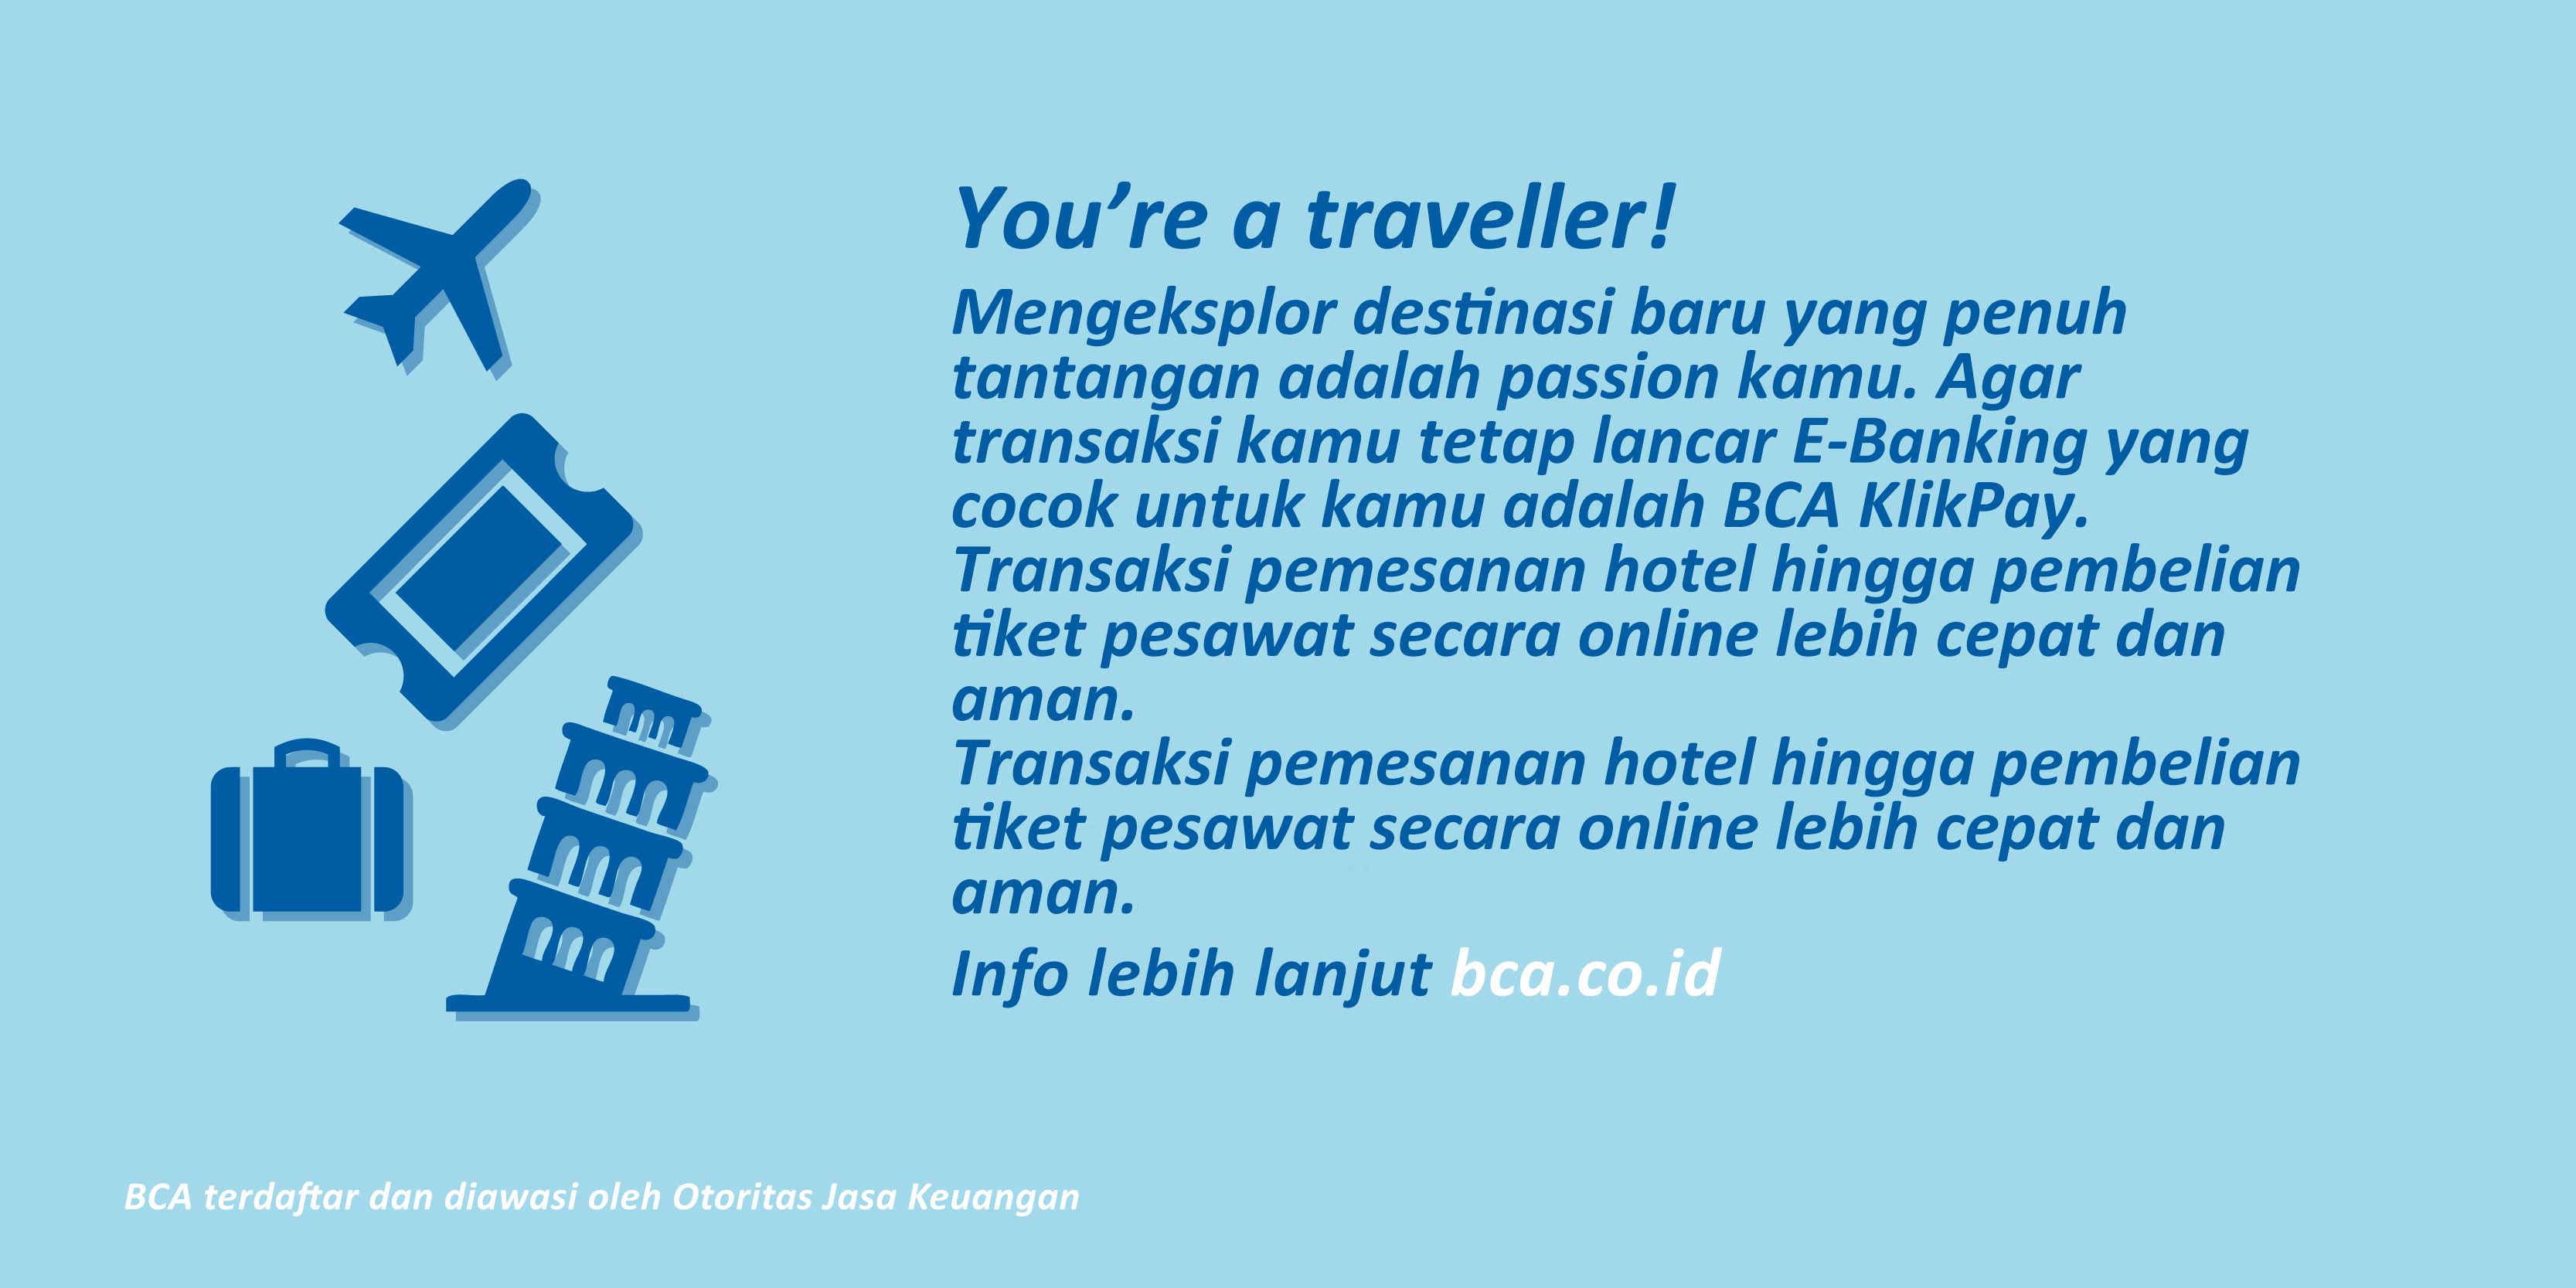 You’re a traveller!
Mengeksplor destinasi baru yang penuh
tantangan adalah passion kamu. Agar
transaksi kamu tetap lancar E-Banking yang
cocok untuk kamu adalah BCA KlikPay.
Transaksi pemesanan hotel hingga pembelian
tiket pesawat secara online lebih cepat dan
aman.
Transaksi pemesanan hotel hingga pembelian
tiket pesawat secara online lebih cepat dan
aman.
Info lebih lanjut bca.co.id
BCA terdaftar dan diawasi oleh Otoritas Jasa Keuangan